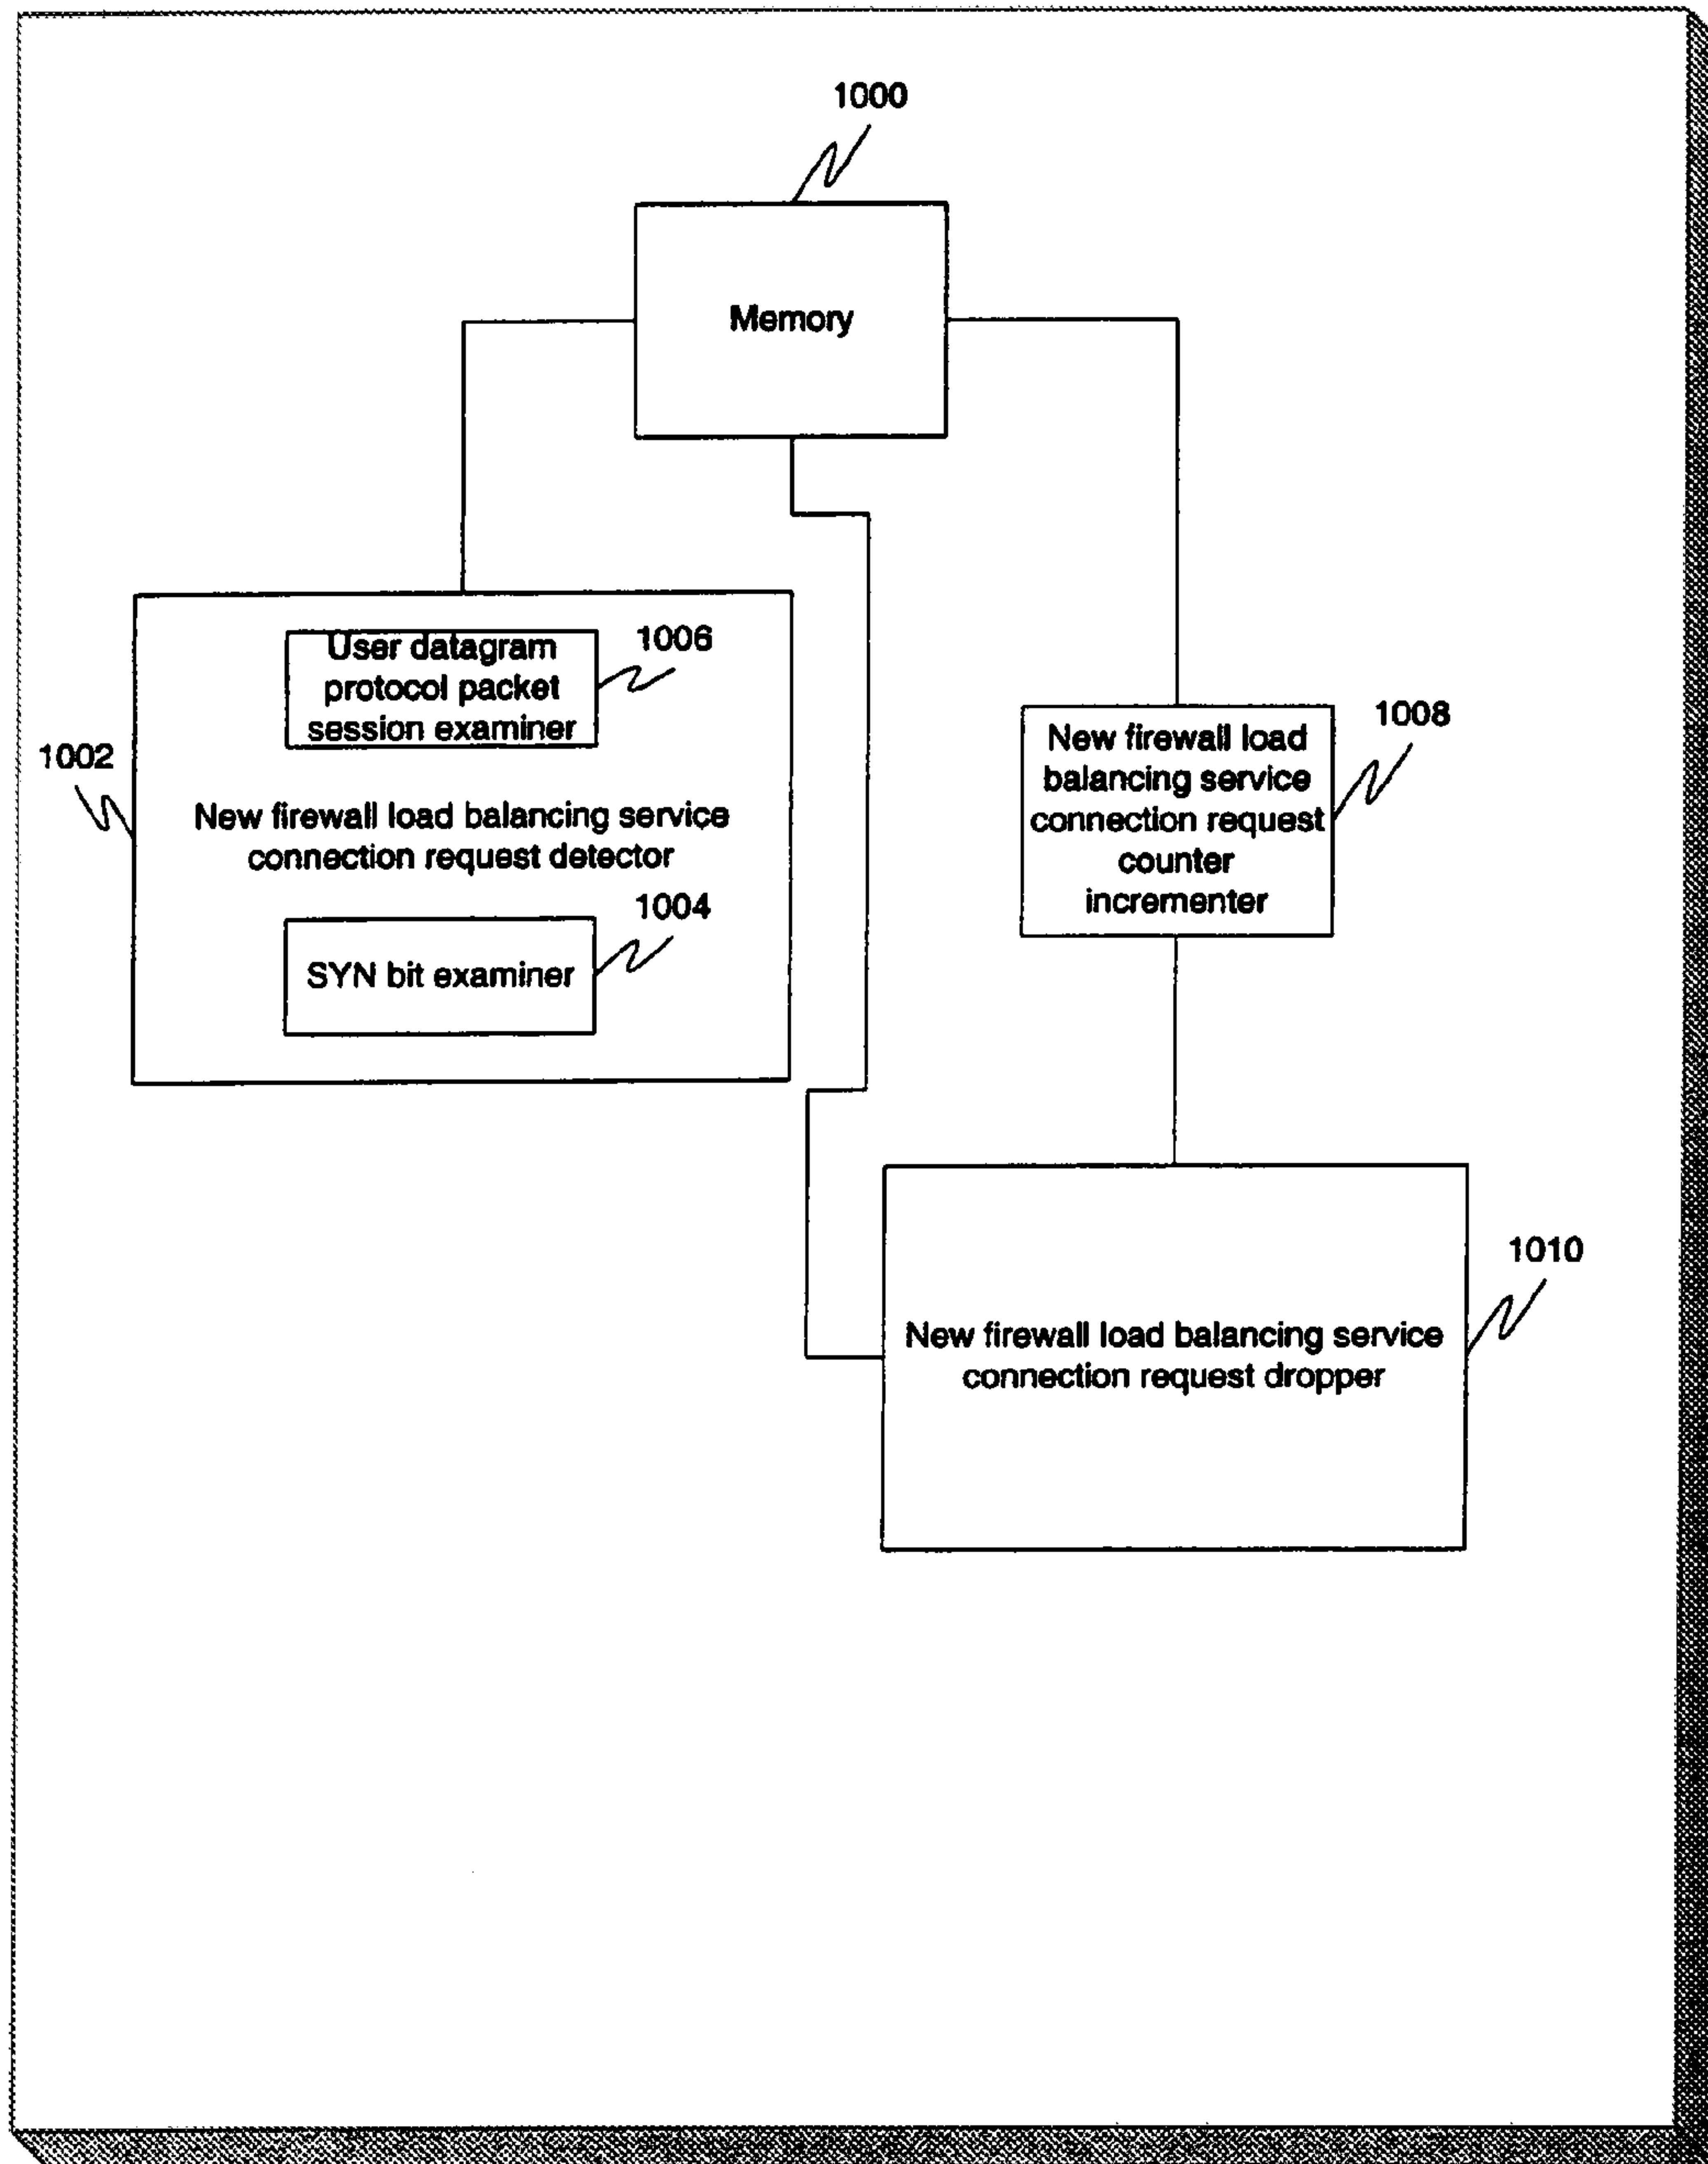 1000
Memory
User datagram
protocol packet
session examiner
1006
1002
New firewall load balancing service
connection request detector
1004
SYN bit examiner
New firewall load
balancing service
connection request
counter
incrementer
1008
1010
New firewall load balancing service
connection request dropper